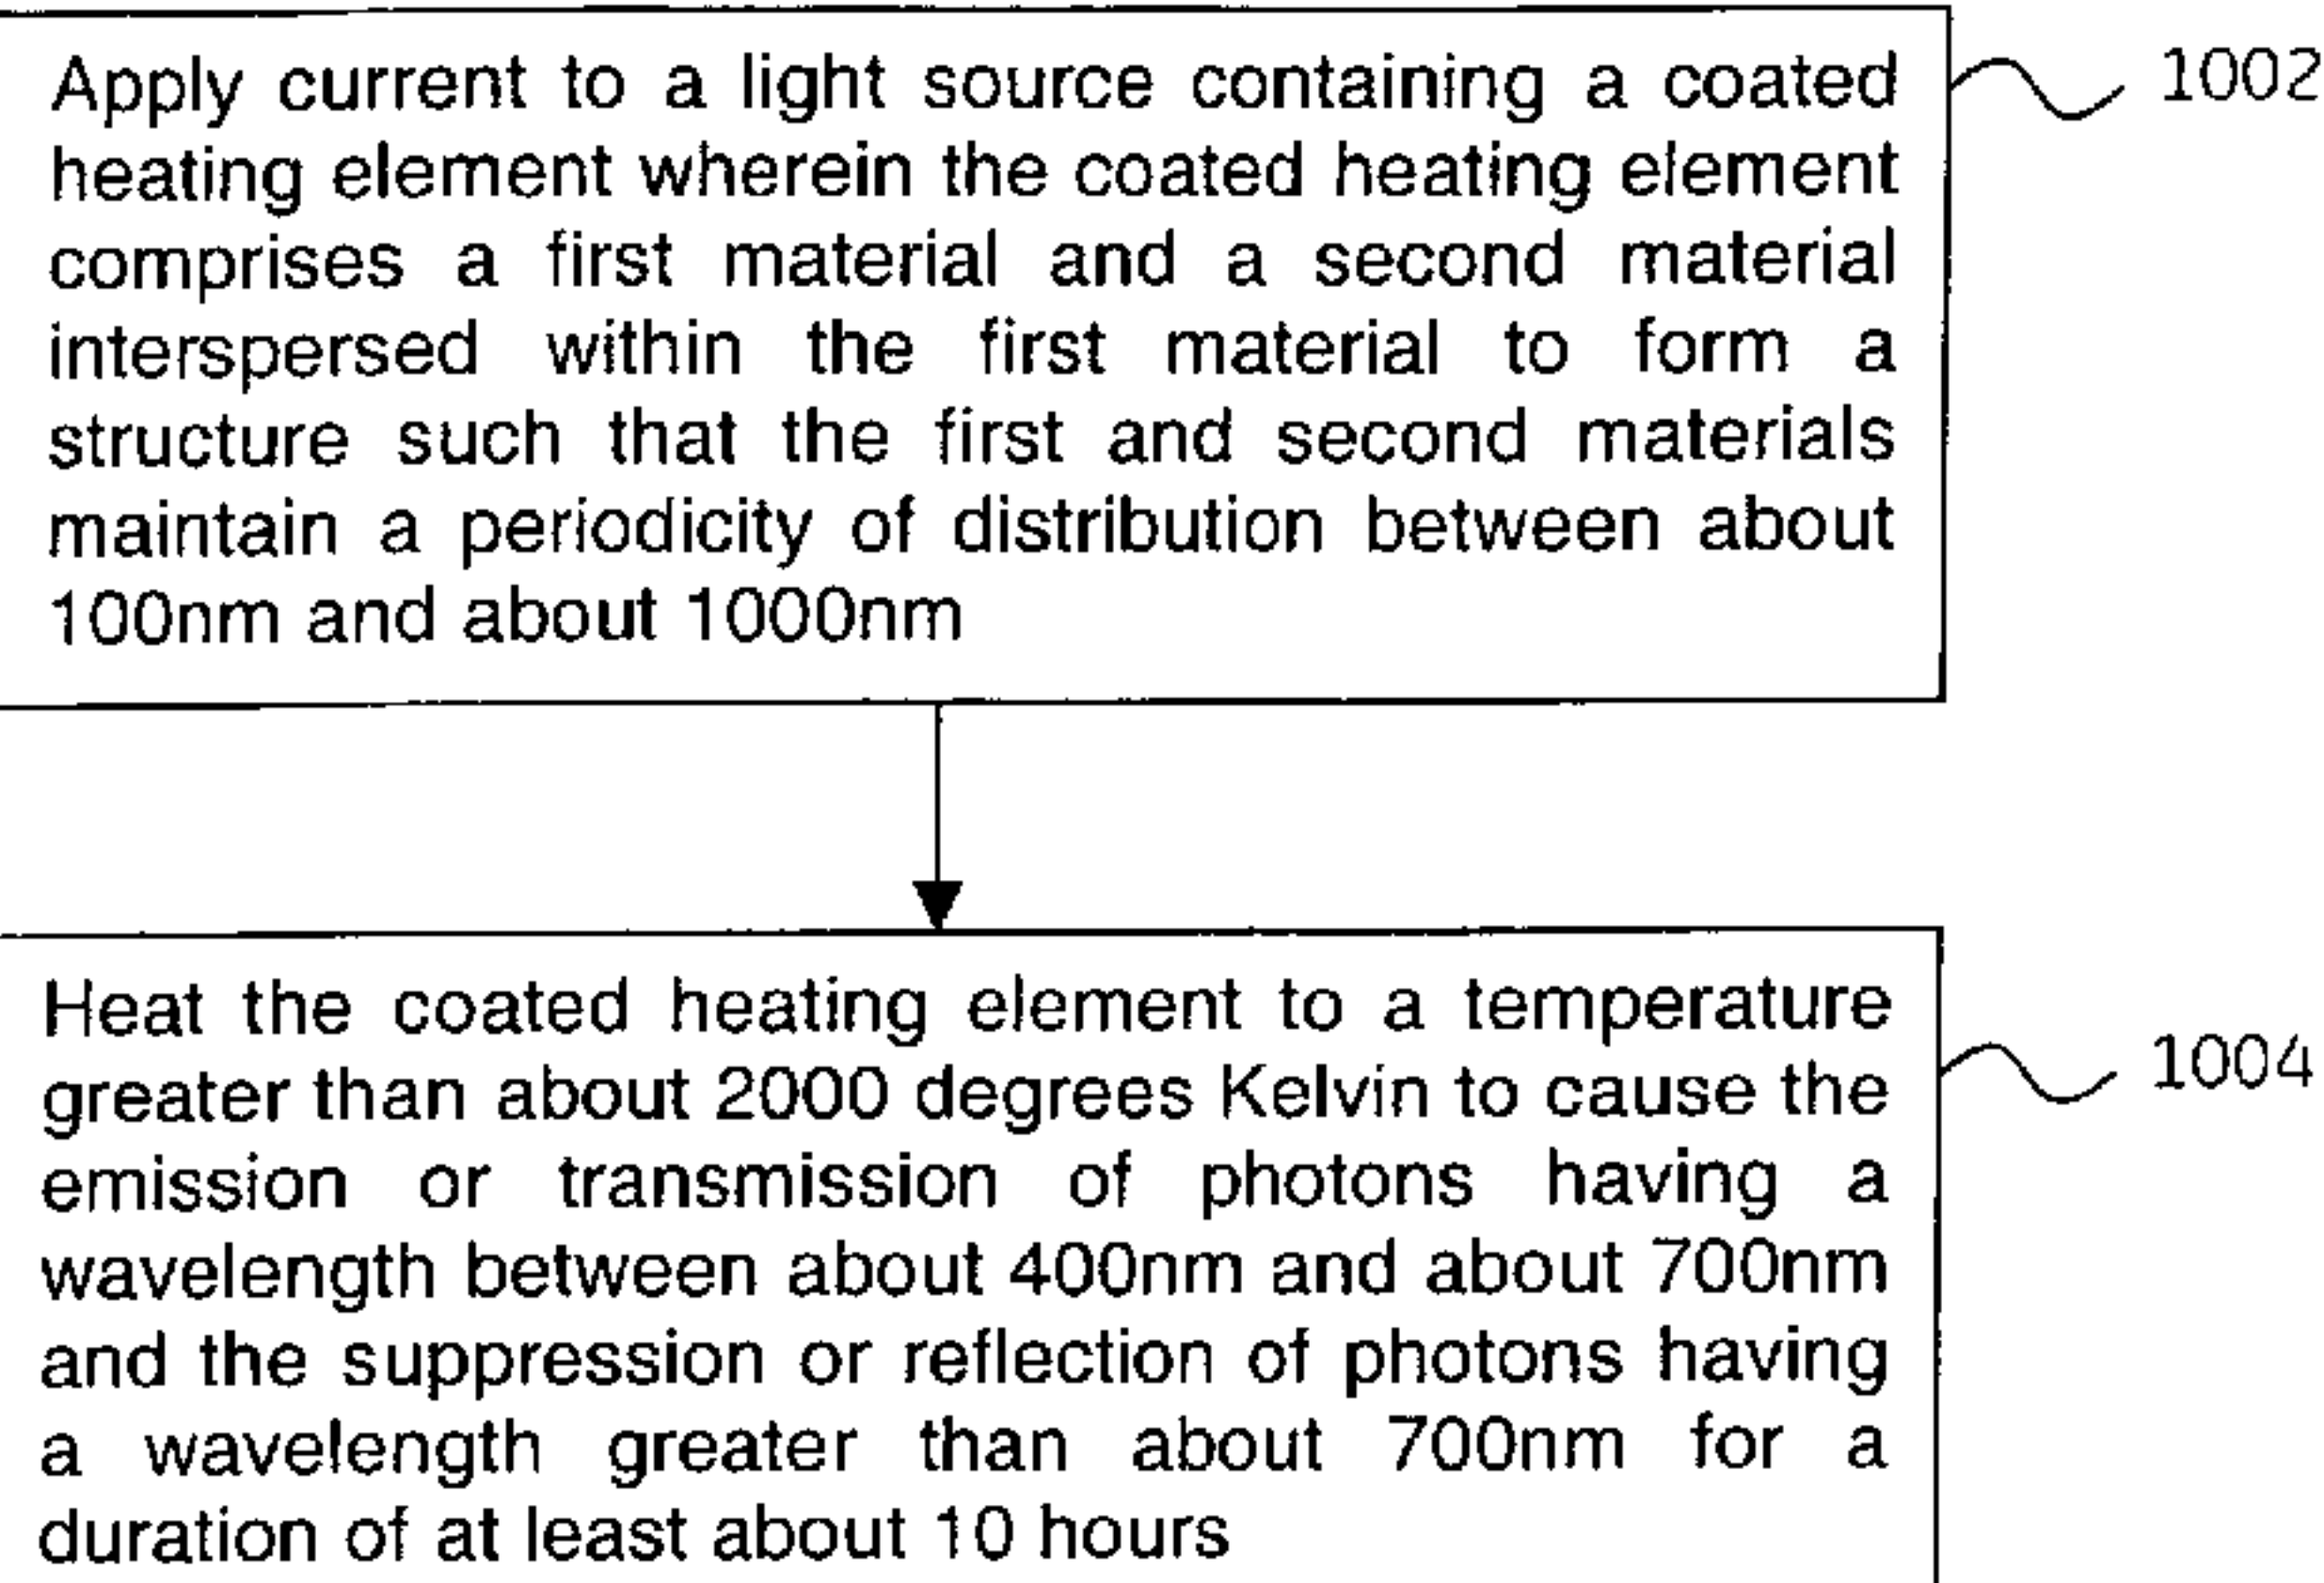 Apply current to a light source containing a coated
heating element wherein the coated heating element
comprises a first material and a second material
interspersed within the first material to form a
structure such that the first and second materials
maintain a periodicity of distribution between about
100nm and about 1000nm
1002
Heat the coated heating element to a temperature
greater than about 2000 degrees Kelvin to cause the
emission or transmission of photons having a
wavelength between about 400nm and about 700nm
and the suppression or reflection of photons having
a wavelength greater than about 700nm for a
duration of at least about 10 hours
1004